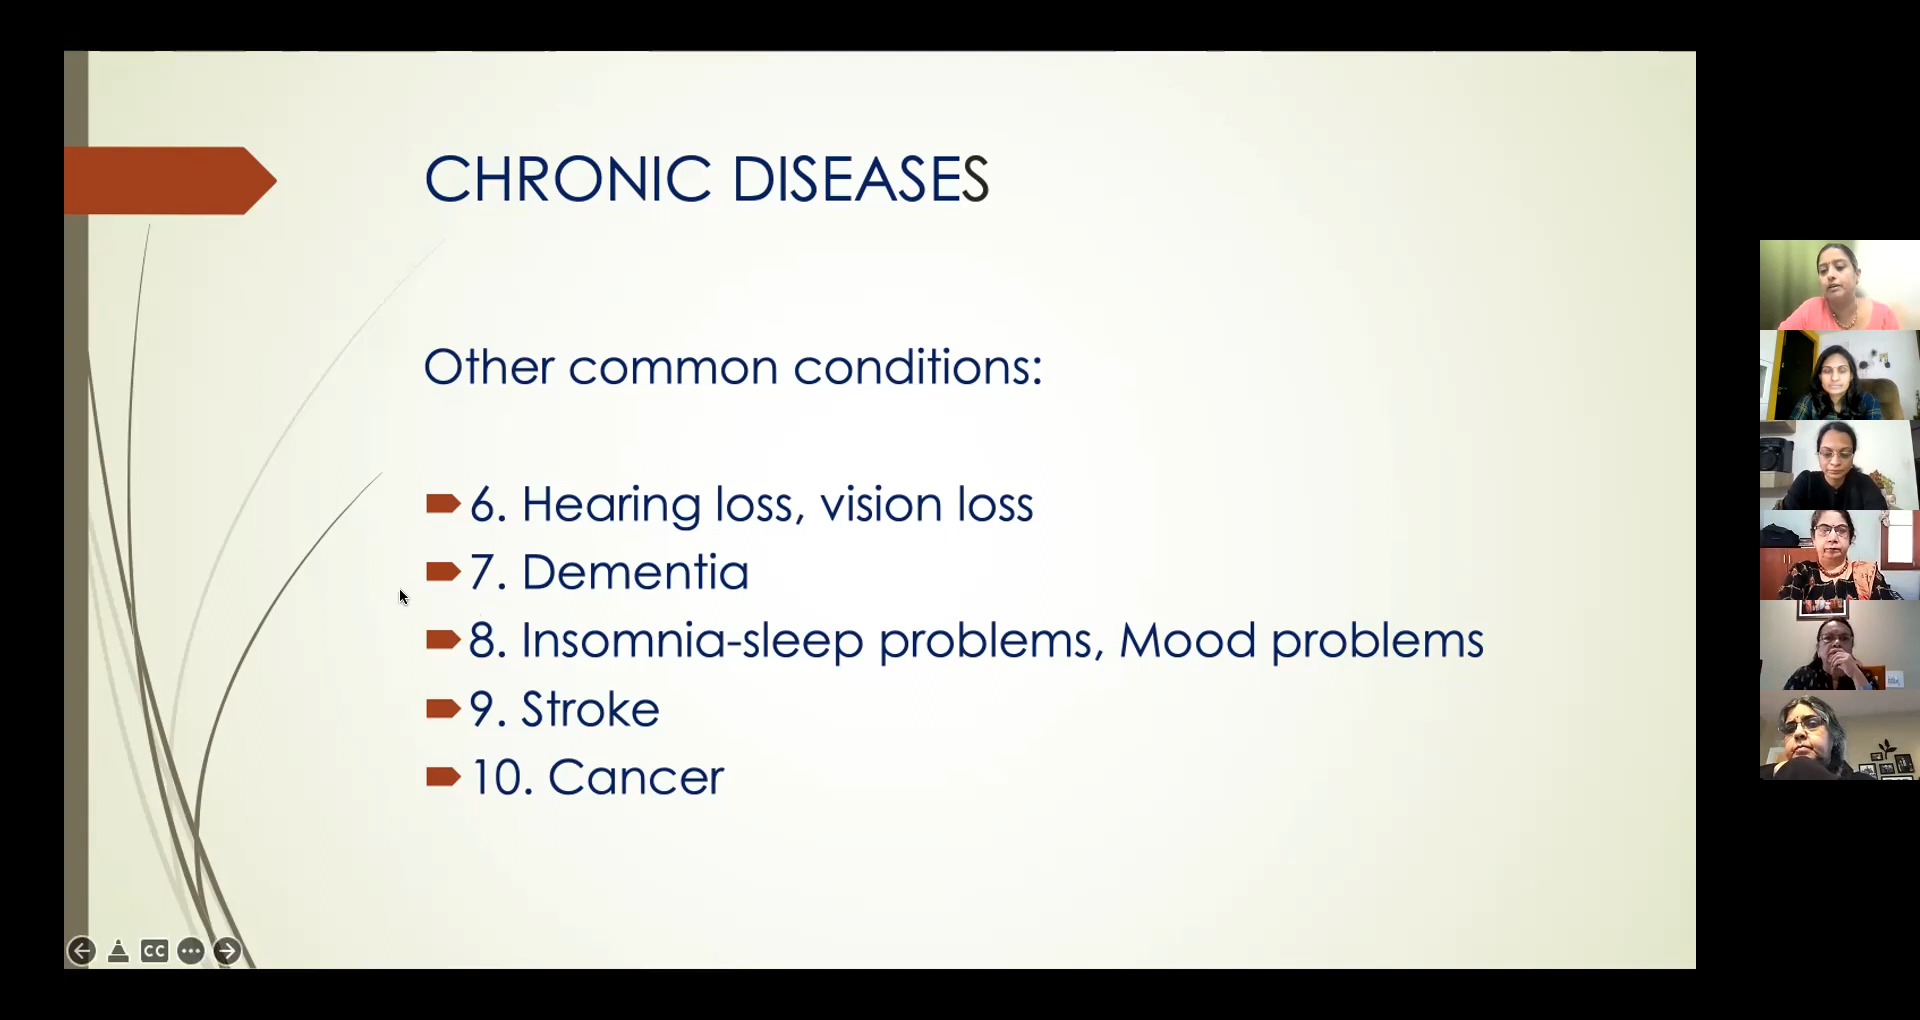 CHRONIC DISEASES
Other common conditions:
6. Hearing loss, vision loss
7. Dementia
8. Insomnia-sleep problems, Mood problems
9. Stroke
10. Cancer
CC